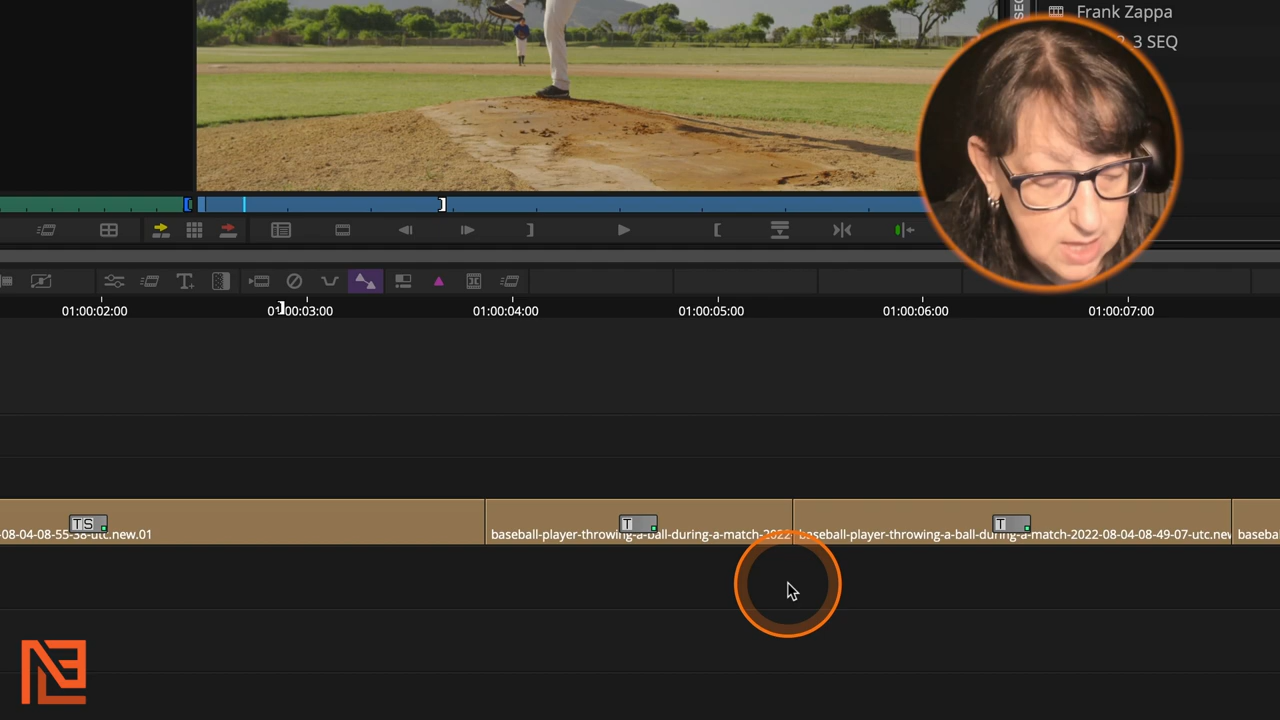 SEC
Frank Zappa
3 SEQ
01:00:02:00
01:00:03:00
01:00:04:00
01:00:05:00
01:00:06:00
01:00:07:00
TS
T
T
-08-04-08-55-38-utc.new.01
baseball-player-throwing-a-ball-during-a-match-2022-
baseball-player-throwing-a-ball-during-a-match-2022-08-04-08-49-07-utc.new
baseba